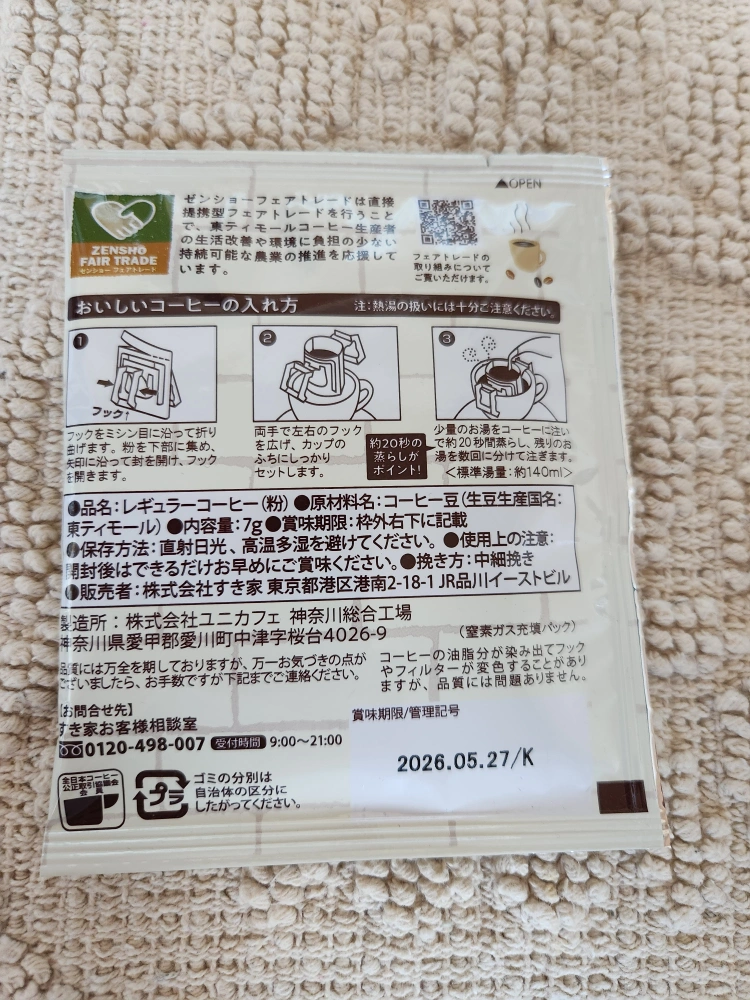 ▲OPEN
ZENSHO
FAIR TRADE
ゼンショー フェアトレード
ゼンショーフェアトレードは直接
提携型フェアトレードを行うこと
で、東ティモールコーヒー生産者
の生活改善や環境に負担の少ない
持続可能な農業の推進を応援して
います。
フェアトレードの
取り組みについて
ご覧いただけます。
おいしいコーヒーの入れ方
注:熱湯の扱いには十分ご注意ください。
1
フック
フックをミシン目に沿って折り
曲げます。粉を下部に集め、
矢印に沿って封を開け、フック
を開きます。
2
両手で左右のフック
を広げ、カップの
ふちにしっかり
セットします。
約20秒の
蒸らしが
ポイント!
3
少量のお湯をコーヒーに注い
で約20秒間蒸らし、残りのお
湯を数回に分けて注ぎます。
<標準湯量:約140ml>
●品名:レギュラーコーヒー(粉) ●原材料名:コーヒー豆(生豆生産国名:
東ティモール) ●内容量:7g ●賞味期限:枠外右下に記載
●保存方法:直射日光、高温多湿を避けてください。 ●使用上の注意:
開封後はできるだけお早めにご賞味ください。 ●挽き方:中細挽き
●販売者:株式会社すき家 東京都港区港南2-18-1 JR品川イーストビル
製造所:株式会社ユニカフェ 神奈川総合工場
神奈川県愛甲郡愛川町中津字桜台4026-9
(窒素ガス充填パック)
品質には万全を期しておりますが、万一お気づきの点が
ございましたら、お手数ですが下記までご連絡ください。
コーヒーの油脂分が染み出てフック
やフィルターが変色することがあり
ますが、品質には問題ありません。
【お問合せ先】
すき家お客様相談室
0120-498-007 受付時間 9:00〜21:00
賞味期限/管理記号
2026.05.27/K
全日本コーヒー
公正取引協議会
会員
プラ
ゴミの分別は
自治体の区分に
したがってください。